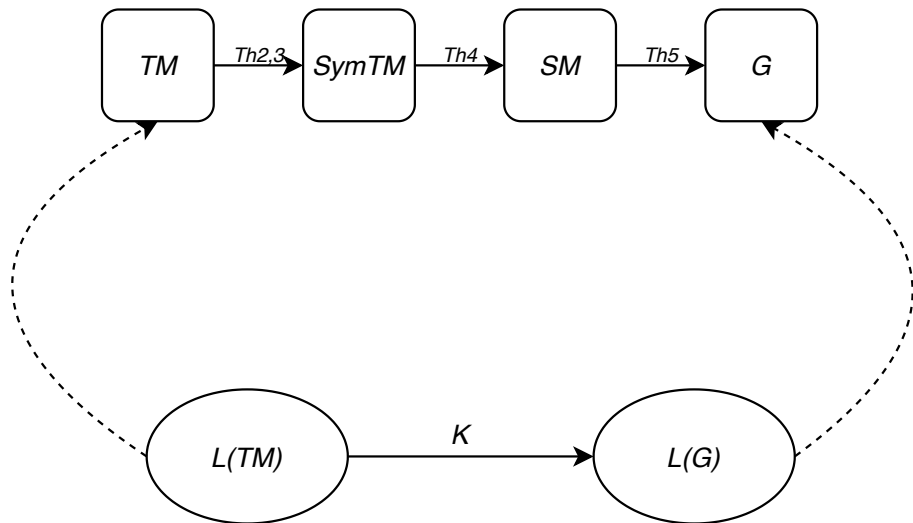 TM
Th2,3
SymTM
Th4
SM
Th5
G
L(TM)
K
L(G)